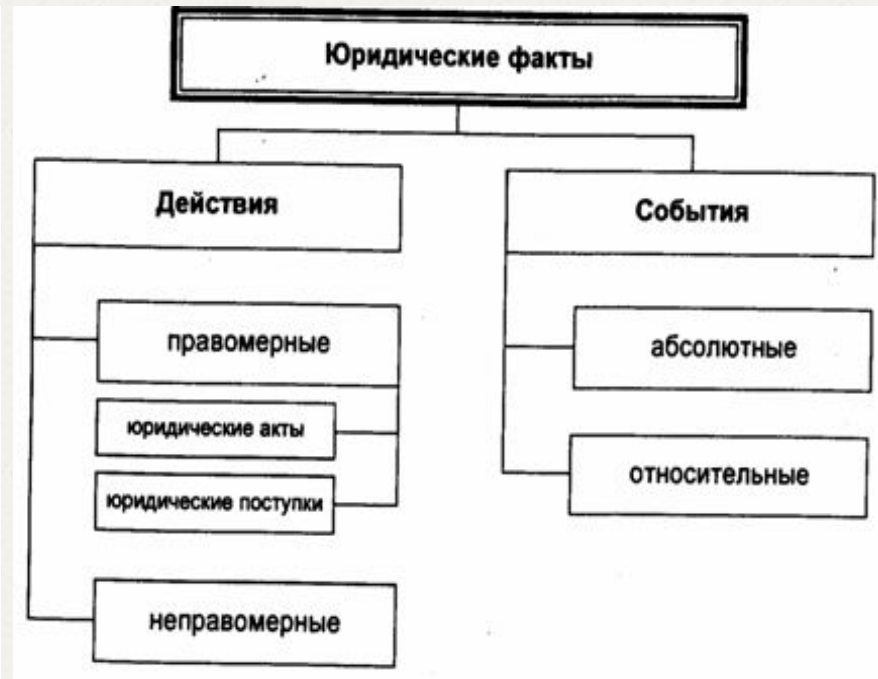 Юридические факты
Действия
правомерные
юридические акты
юридические поступки
неправомерные
События
абсолютные
относительные